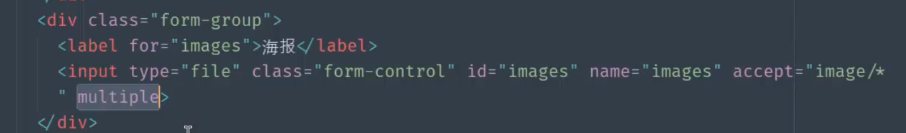 <div class="form-group">
<label for="images">海报</label>
<input type="file" class="form-control" id="images" name="images" accept="image/*
" multiple>
</div>